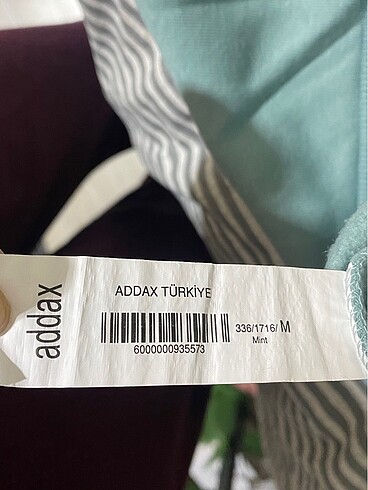 addax
ADDAX TÜRKİYE
336/1716/ M
Mint
6000000935573